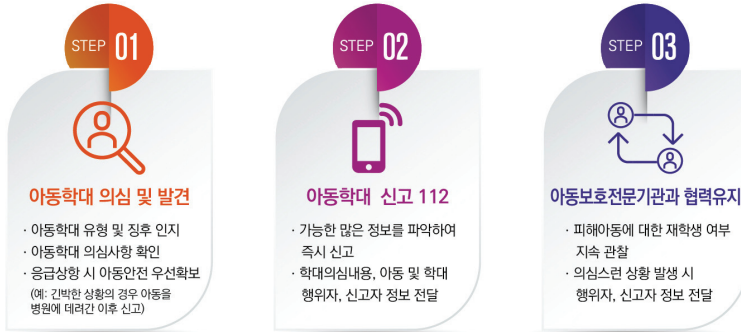 STEP 01
아동학대 의심 및 발견
· 아동학대 유형 및 징후 인지
· 아동학대 의심사항 확인
· 응급상항 시 아동안전 우선확보
(예: 긴박한 상황의 경우 아동을
병원에 데려간 이후 신고)
STEP 02
아동학대 신고 112
· 가능한 많은 정보를 파악하여
즉시 신고
· 학대의심내용, 아동 및 학대
행위자, 신고자 정보 전달
STEP 03
아동보호전문기관과 협력유지
· 피해아동에 대한 재학생 여부
지속 관찰
· 의심스런 상황 발생 시
행위자, 신고자 정보 전달